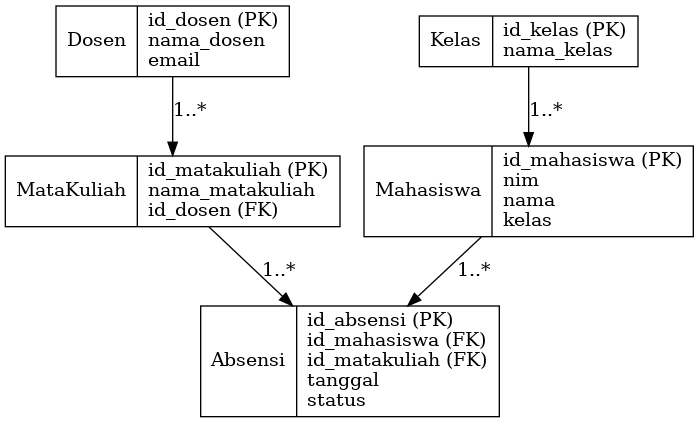 Dosen
id_dosen (PK)
nama_dosen
email
Kelas
id_kelas (PK)
nama_kelas
1..*
1..*
MataKuliah
id_matakuliah (PK)
nama_matakuliah
id_dosen (FK)
Mahasiswa
id_mahasiswa (PK)
nim
nama
kelas
1..*
1..*
Absensi
id_absensi (PK)
id_mahasiswa (FK)
id_matakuliah (FK)
tanggal
status